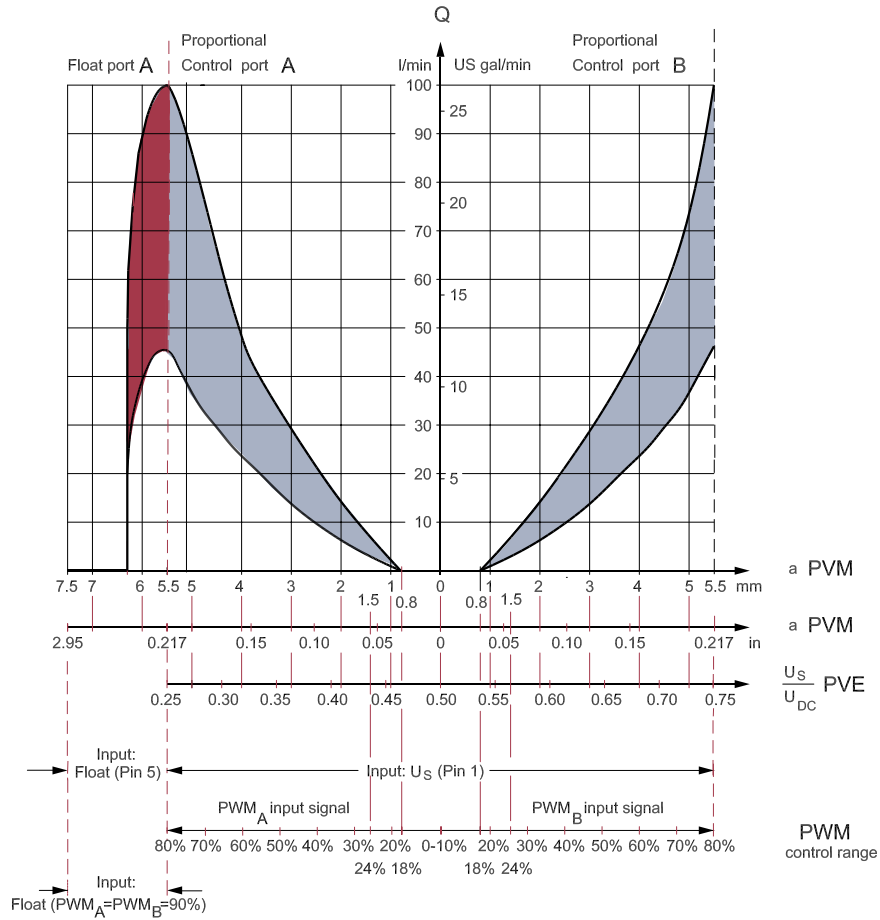 Q
Proportional
Proportional
Float port A
Control port A
l/min
US gal/min
Control port B
100
90
80
70
60
50
40
30
20
10
25
20
15
10
5
7.5 7 6 5.5 5 4 3 2 1 0 1 2 3 4 5 5.5 mm
a PVM
1.5 0.8 0.8 1.5
2.95 0.217 0.15 0.10 0.05 0 0.05 0.10 0.15 0.217 in
a PVM
0.25 0.30 0.35 0.40 0.45 0.50 0.55 0.60 0.65 0.70 0.75
US
UDC
PVE
Input:
Float (Pin 5)
Input: US (Pin 1)
PWMA input signal
PWMB input signal
80% 70% 60% 50% 40% 30% 20% 0-10% 20% 30% 40% 50% 60% 70% 80%
PWM
control range
24% 18% 18% 24%
Input:
Float (PWMA=PWMB=90%)